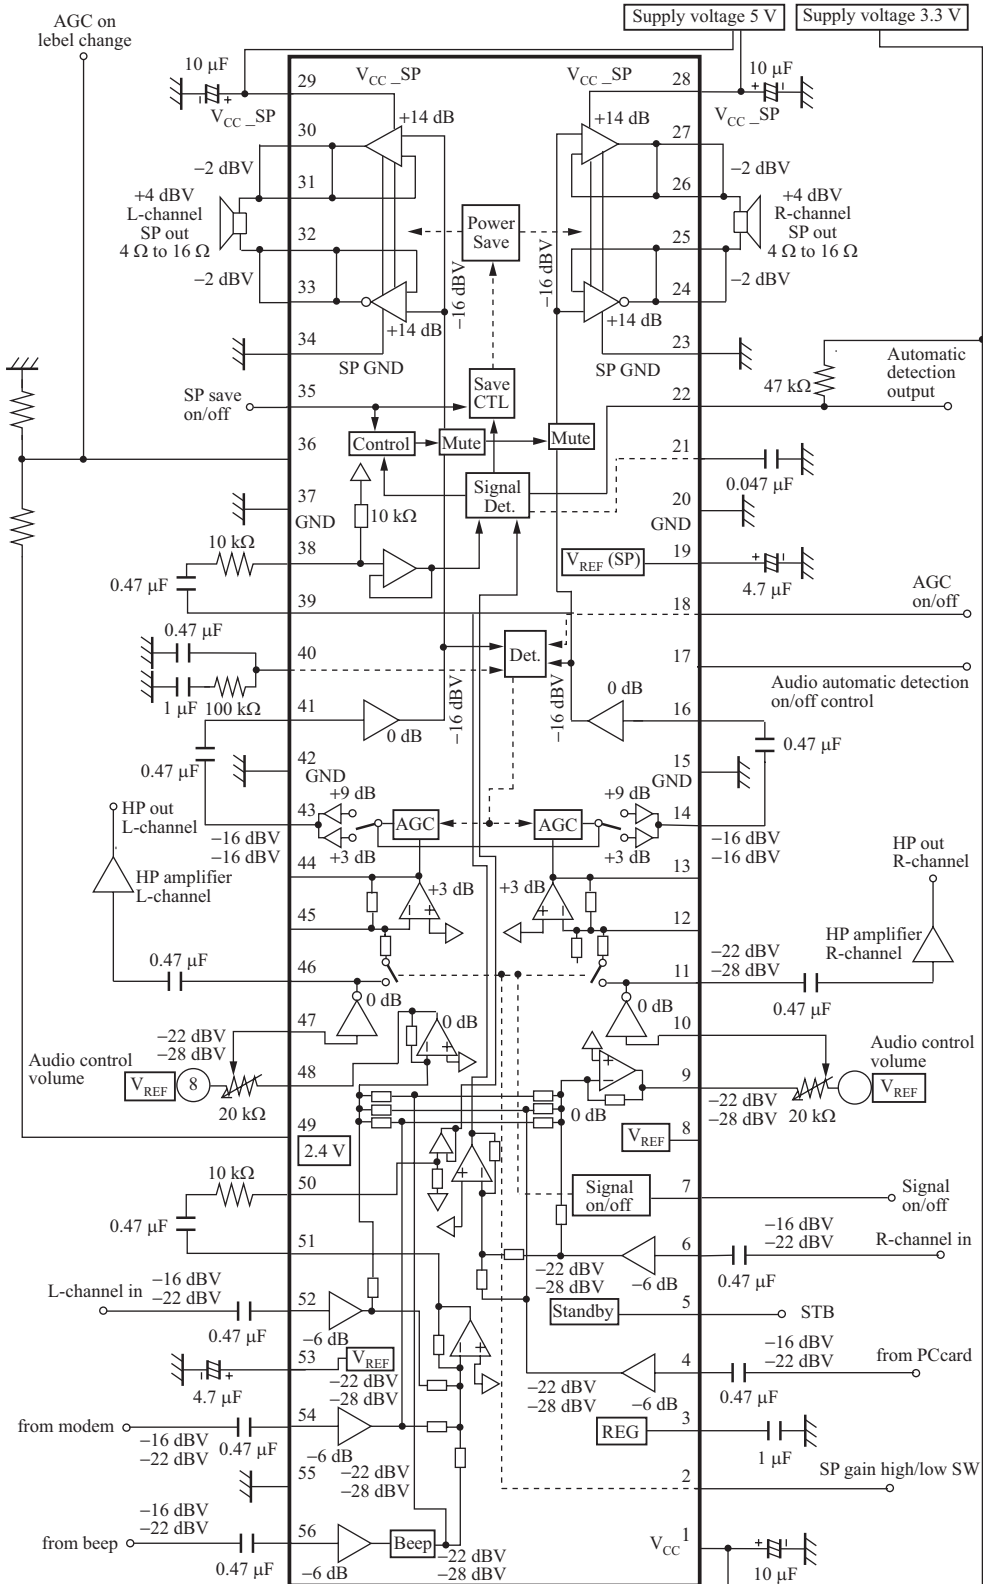 AGC on
lebel change
Supply voltage 5 V
Supply voltage 3.3 V
10 µF
V_CC_SP
29
V_CC_SP
V_CC_SP
28
10 µF
V_CC_SP
+14 dB
+14 dB
30
27
−2 dBV
−2 dBV
31
26
+4 dBV
L-channel
SP out
4 Ω to 16 Ω
Power
Save
+4 dBV
R-channel
SP out
4 Ω to 16 Ω
32
25
−2 dBV
−2 dBV
−16 dBV
−16 dBV
33
24
+14 dB
+14 dB
34
23
SP GND
SP GND
47 kΩ
Automatic
detection
output
SP save
on/off
35
Save
CTL
22
36
Control
Mute
Mute
21
0.047 µF
37
GND
Signal
Det.
20
GND
10 kΩ
10 kΩ
38
19
V_REF (SP)
4.7 µF
0.47 µF
39
18
AGC
on/off
0.47 µF
40
Det.
17
1 µF
100 kΩ
Audio automatic detection
on/off control
41
0 dB
−16 dBV
−16 dBV
0 dB
16
0.47 µF
0.47 µF
42
GND
15
GND
HP out
L-channel
43
+9 dB
AGC
AGC
+9 dB
14
−16 dBV
−16 dBV
+3 dB
+3 dB
−16 dBV
−16 dBV
HP out
R-channel
HP amplifier
L-channel
44
+3 dB
+3 dB
13
45
12
HP amplifier
R-channel
0.47 µF
46
11
−22 dBV
−28 dBV
0.47 µF
0 dB
0 dB
0 dB
47
10
−22 dBV
−28 dBV
Audio control
volume
V_REF
8
20 kΩ
48
9
0 dB
−22 dBV
−28 dBV
Audio control
volume
V_REF
20 kΩ
49
2.4 V
8
V_REF
10 kΩ
50
Signal
on/off
7
Signal
on/off
0.47 µF
51
6
−16 dBV
−22 dBV
R-channel in
−22 dBV
−28 dBV
−6 dB
0.47 µF
L-channel in
−16 dBV
−22 dBV
0.47 µF
52
−6 dB
Standby
5
STB
53
V_REF
4.7 µF
4
−16 dBV
−22 dBV
from PCcard
−22 dBV
−28 dBV
−22 dBV
−28 dBV
−6 dB
0.47 µF
from modem
−16 dBV
−22 dBV
0.47 µF
54
−6 dB
REG
3
1 µF
55
−22 dBV
−28 dBV
2
SP gain high/low SW
from beep
−16 dBV
−22 dBV
0.47 µF
56
−6 dB
Beep
−22 dBV
−28 dBV
V_CC
1
10 µF